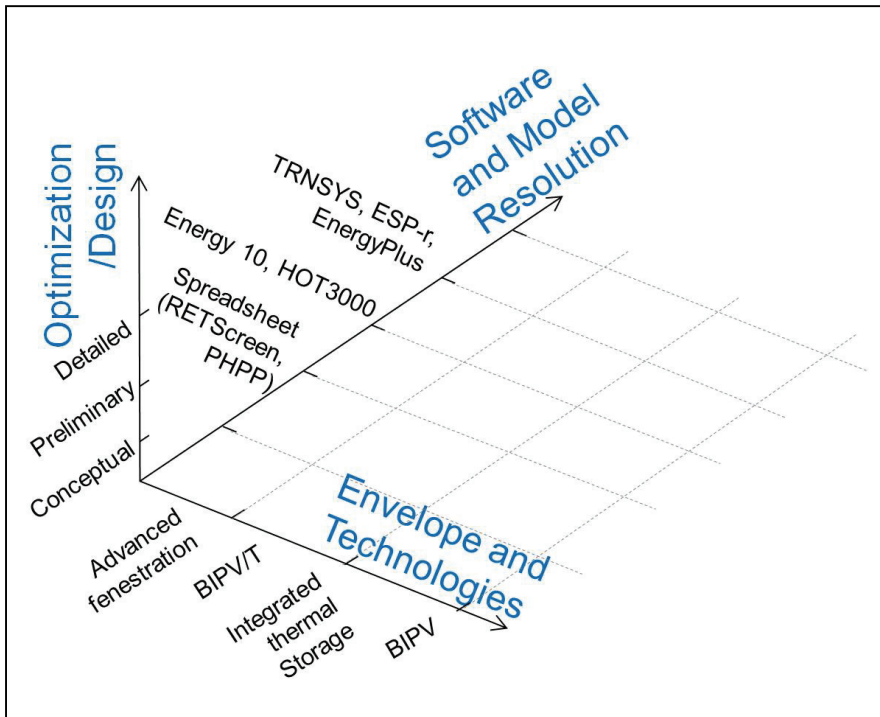 Optimization
/Design
Detailed
Preliminary
Conceptual
Software
and Model
Resolution
TRNSYS, ESP-r,
EnergyPlus
Energy 10, HOT3000
Spreadsheet
(RETScreen,
PHPP)
Envelope and
Technologies
Advanced
fenestration
BIPV/T
Integrated
thermal
Storage
BIPV